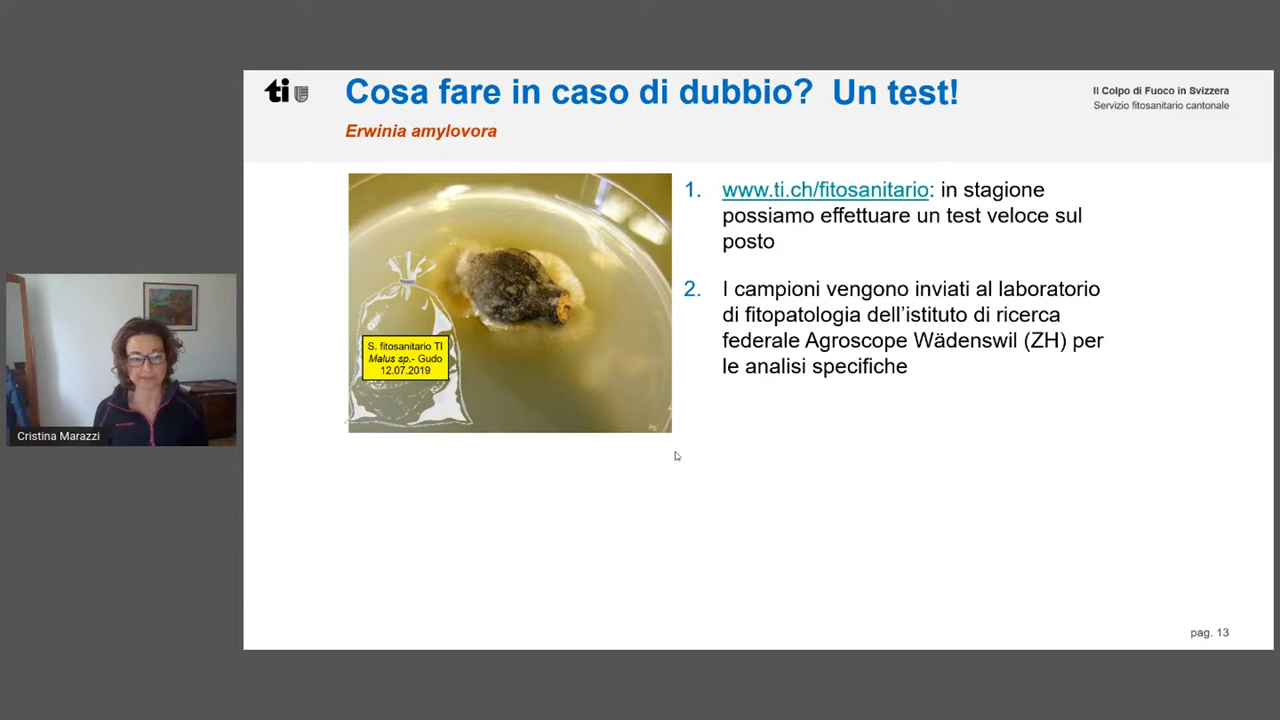 ti
Cosa fare in caso di dubbio? Un test!
Erwinia amylovora
Il Colpo di Fuoco in Svizzera
Servizio fitosanitario cantonale
1. www.ti.ch/fitosanitario: in stagione
possiamo effettuare un test veloce sul
posto
2. I campioni vengono inviati al laboratorio
di fitopatologia dell'istituto di ricerca
federale Agroscope Wädenswil (ZH) per
le analisi specifiche
S. fitosanitario TI
Malus sp.- Gudo
12.07.2019
Cristina Marazzi
pag. 13